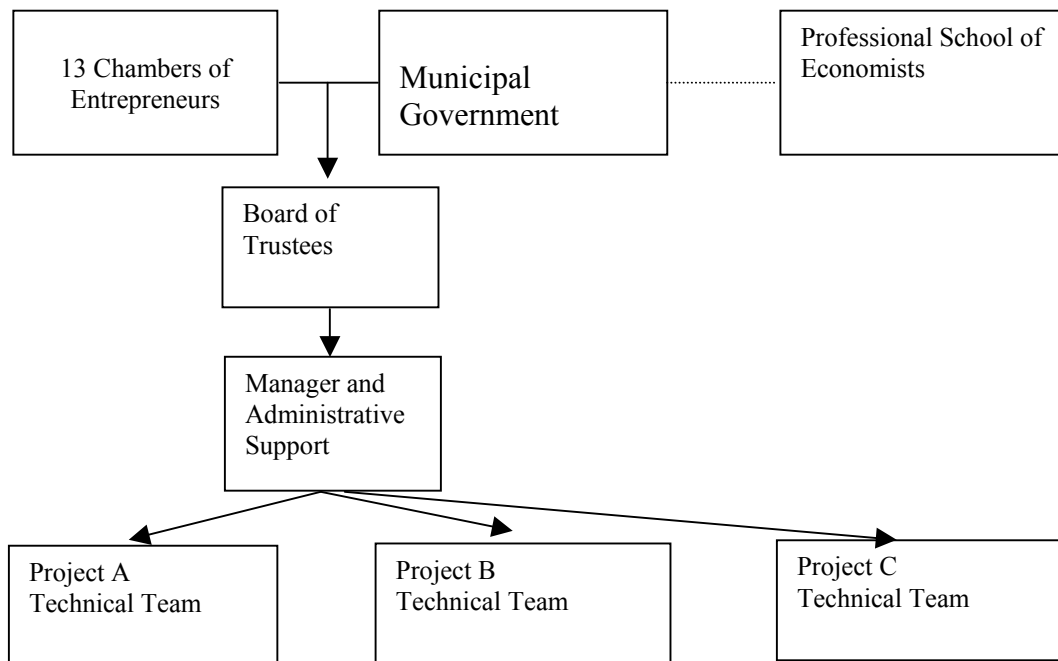 13 Chambers of
Entrepreneurs
Municipal
Government
Professional School of
Economists
Board of
Trustees
Manager and
Administrative
Support
Project A
Technical Team
Project B
Technical Team
Project C
Technical Team